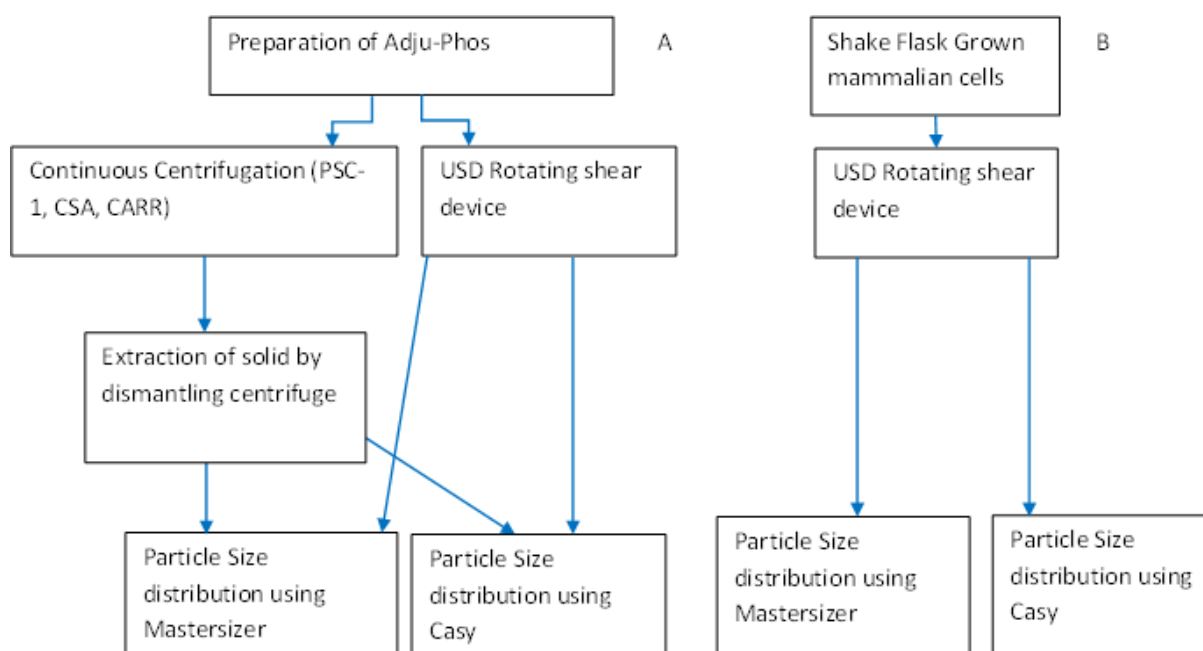 Preparation of Adju-Phos
A
Continuous Centrifugation (PSC-
1, CSA, CARR)
USD Rotating shear
device
Extraction of solid by
dismantling centrifuge
Particle Size
distribution using
Mastersizer
Particle Size
distribution using
Casy
Shake Flask Grown
mammalian cells
B
USD Rotating shear
device
Particle Size
distribution using
Mastersizer
Particle Size
distribution using
Casy